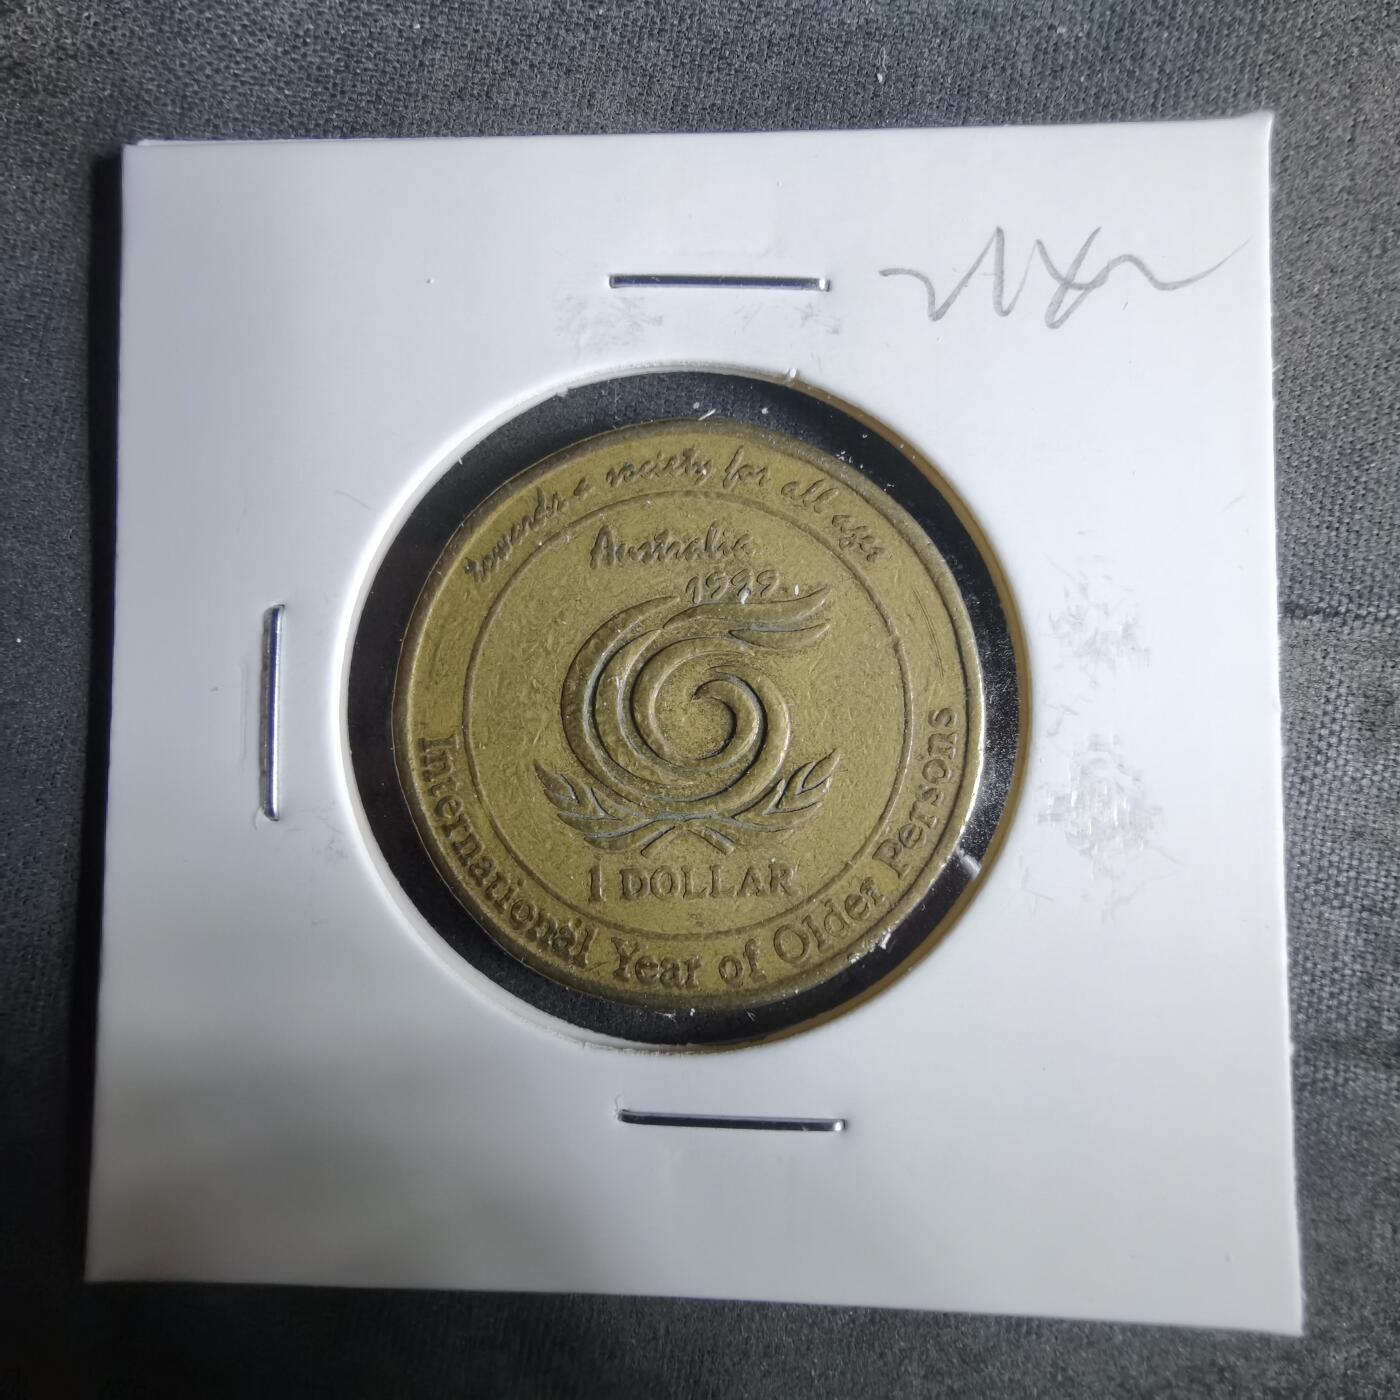 towards a society for all ages
Australia
1999
1 DOLLAR
International Year of Older Persons